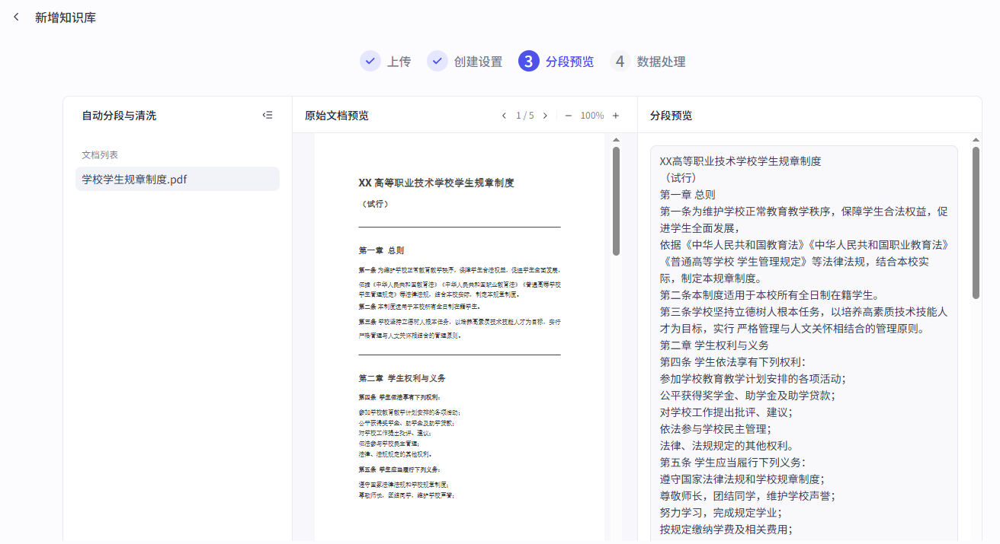 新增知识库
上传
创建设置
3 分段预览
4 数据处理
自动分段与清洗
文档列表
学校学生规章制度.pdf
原始文档预览
1 / 5
100%
XX 高等职业技术学校学生规章制度
（试行）
第一章 总则
第一条 为维护学校正常教育教学秩序，保障学生合法权益，促进学生全面发展，
依据《中华人民共和国教育法》《中华人民共和国职业教育法》《普通高等学校
学生管理规定》等法律法规，结合本校实际，制定本规章制度。
第二条 本制度适用于本校所有全日制在籍学生。
第三条 学校坚持立德树人根本任务，以培养高素质技术技能人才为目标，实行
严格管理与人文关怀相结合的管理原则。
第二章 学生权利与义务
第四条 学生依法享有下列权利：
参加学校教育教学计划安排的各项活动；
公平获得奖学金、助学金及助学贷款；
对学校工作提出批评、建议；
依法参与学校民主管理；
法律、法规规定的其他权利。
第五条 学生应当履行下列义务：
遵守国家法律法规和学校规章制度；
尊敬师长，团结同学，维护学校声誉；
分段预览
XX高等职业技术学校学生规章制度
（试行）
第一章 总则
第一条为维护学校正常教育教学秩序，保障学生合法权益，促
进学生全面发展，
依据《中华人民共和国教育法》《中华人民共和国职业教育法》
《普通高等学校 学生管理规定》等法律法规，结合本校实
际，制定本规章制度。
第二条本制度适用于本校所有全日制在籍学生。
第三条学校坚持立德树人根本任务，以培养高素质技术技能人
才为目标，实行 严格管理与人文关怀相结合的管理原则。
第二章 学生权利与义务
第四条 学生依法享有下列权利：
参加学校教育教学计划安排的各项活动；
公平获得奖学金、助学金及助学贷款；
对学校工作提出批评、建议；
依法参与学校民主管理；
法律、法规规定的其他权利。
第五条 学生应当履行下列义务：
遵守国家法律法规和学校规章制度；
尊敬师长，团结同学，维护学校声誉；
努力学习，完成规定学业；
按规定缴纳学费及相关费用；